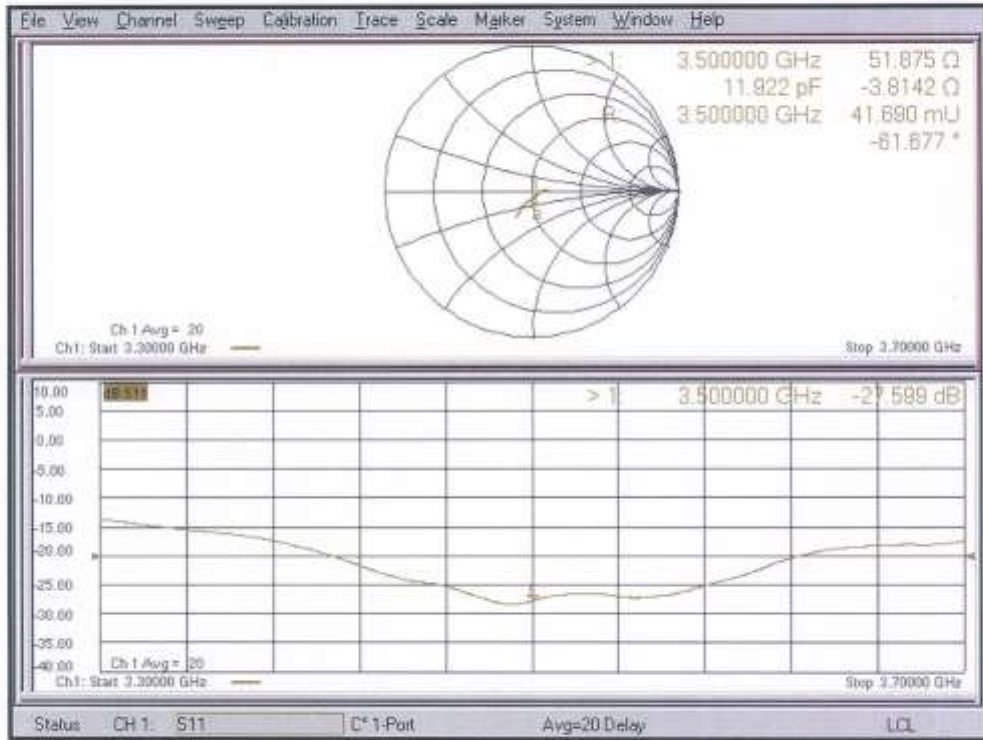 File View Channel Sweep Calibration Trace Scale Marker System Window Help
> 1: 3.500000 GHz 51.875 Ω
11.922 pF -3.8142 Ω
R 3.500000 GHz 41.690 mU
-61.677 °
Ch 1 Avg = 20
Ch1: Start 3.30000 GHz Stop 3.70000 GHz
10.00 dB S11 > 1: 3.500000 GHz -27.599 dB
5.00
0.00
-5.00
-10.00
-15.00
-20.00
-25.00
-30.00
-35.00
-40.00 Ch 1 Avg = 20
Ch1: Start 3.30000 GHz Stop 3.70000 GHz
Status CH 1: S11 C* 1-Port Avg=20 Delay LCL